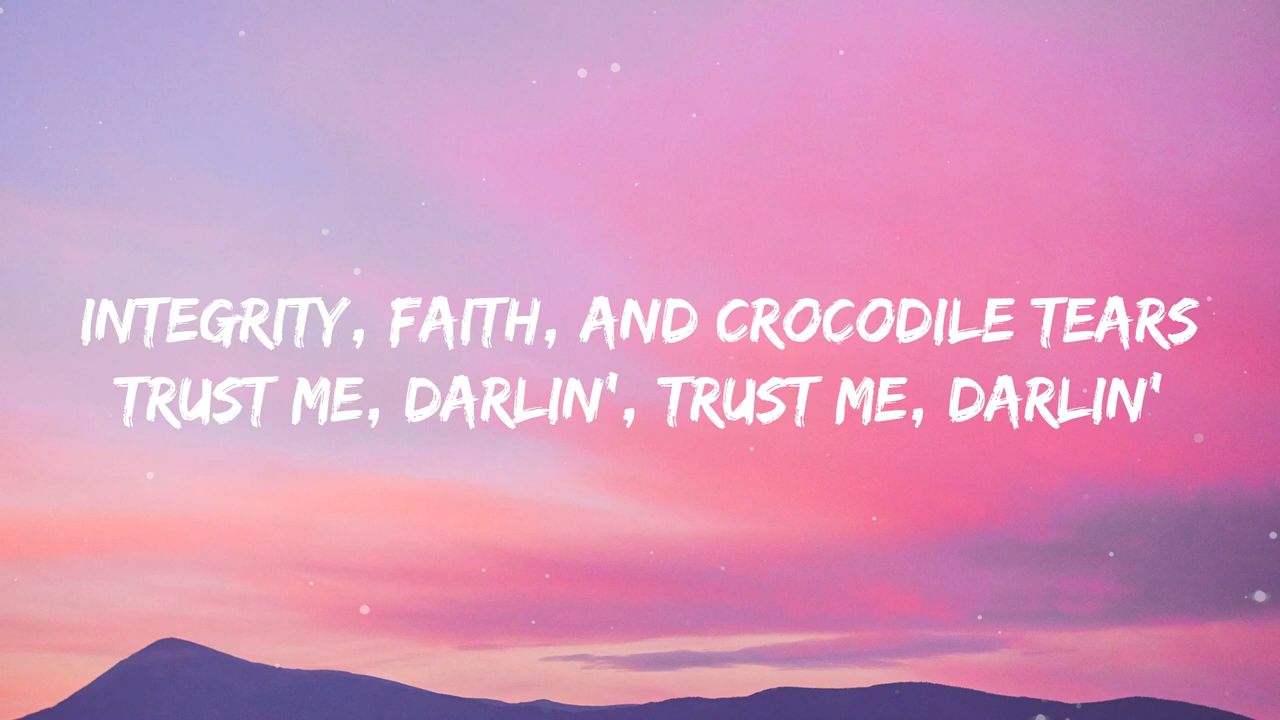 INTEGRITY, FAITH, AND CROCODILE TEARS
TRUST ME, DARLIN', TRUST ME, DARLIN'